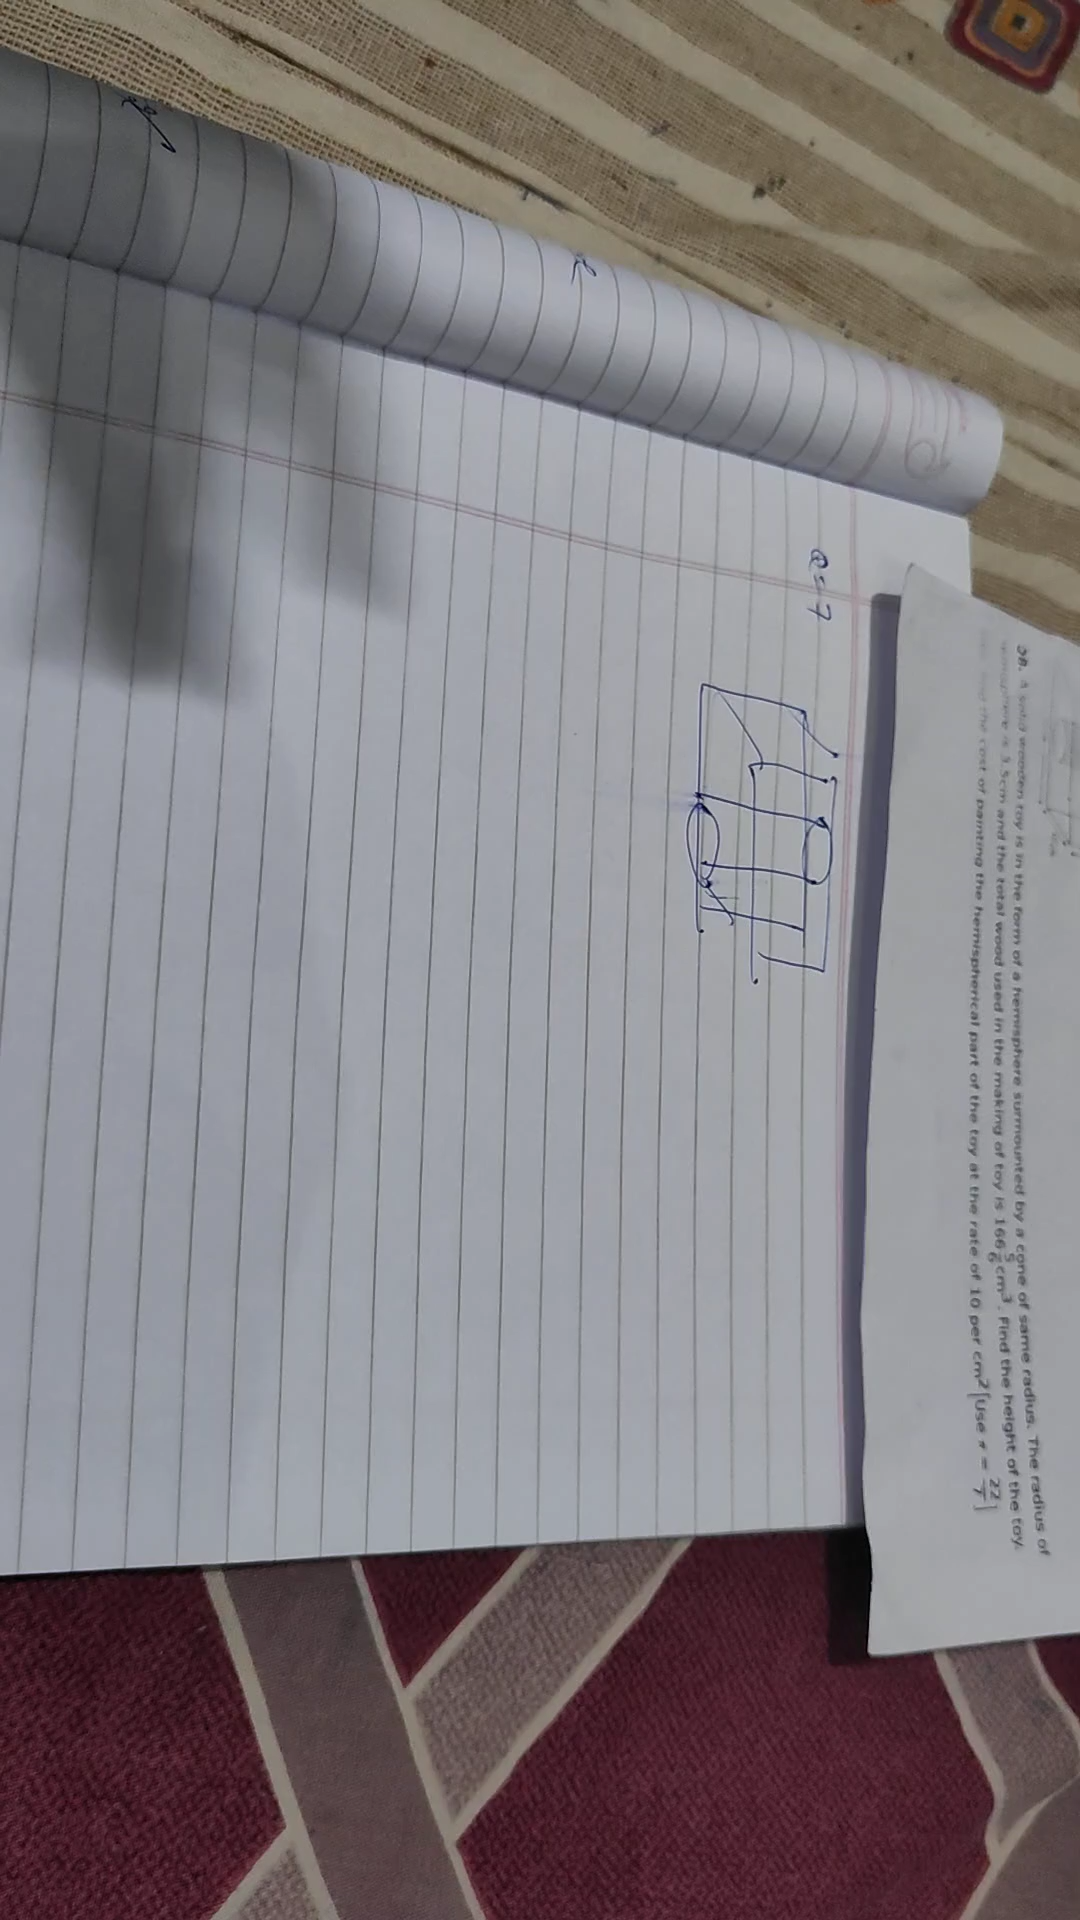 Q8. A solid wooden toy is in the form of a hemisphere surmounted by a cone of same radius. The radius of
hemisphere is 3.5cm and the total wood used in the making of toy is 166 5/6 cm³. Find the height of the toy.
the cost of painting the hemispherical part of the toy at the rate of 10 per cm² [Use π = 22/7]
Q = 7